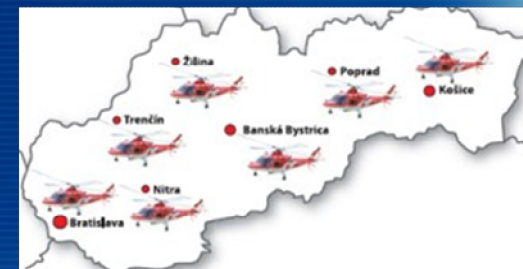 Žilina
Poprad
Košice
Trenčín
Banská Bystrica
Nitra
Bratislava